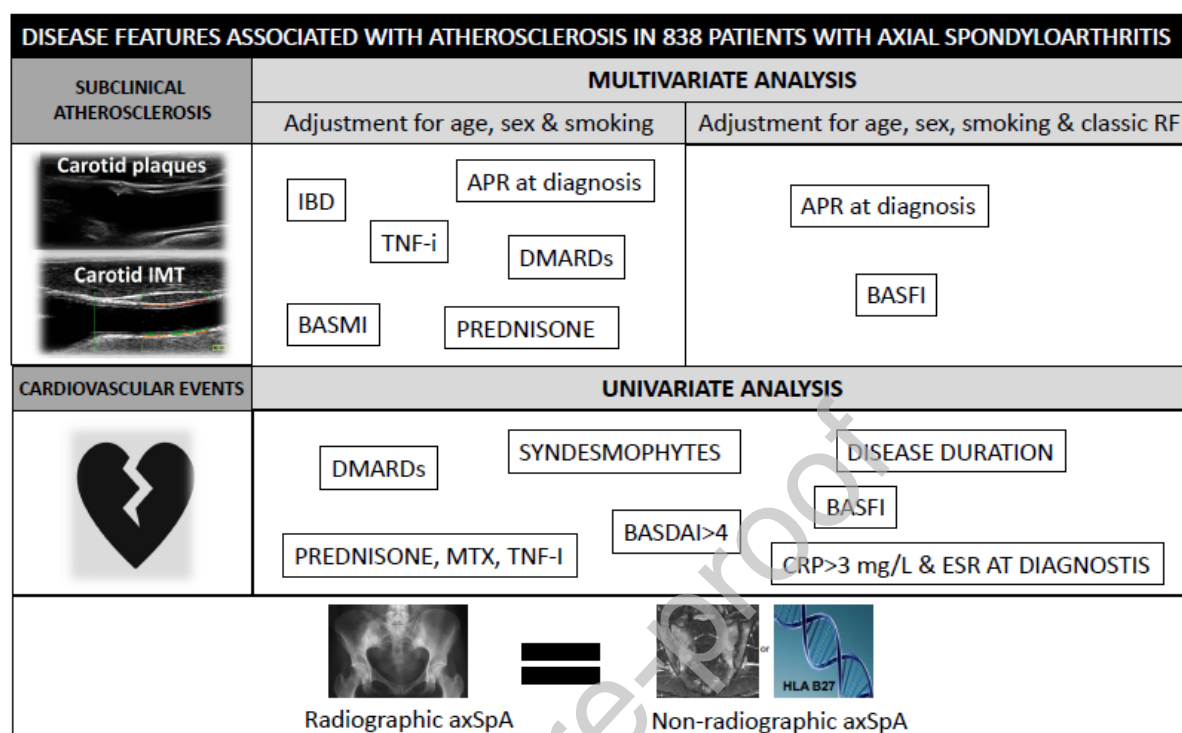 DISEASE FEATURES ASSOCIATED WITH ATHEROSCLEROSIS IN 838 PATIENTS WITH AXIAL SPONDYLOARTHRITIS
SUBCLINICAL
ATHEROSCLEROSIS
MULTIVARIATE ANALYSIS
Adjustment for age, sex & smoking
Adjustment for age, sex, smoking & classic RF
Carotid plaques
Carotid IMT
IBD
APR at diagnosis
TNF-i
DMARDs
BASMI
PREDNISONE
APR at diagnosis
BASFI
CARDIOVASCULAR EVENTS
UNIVARIATE ANALYSIS
DMARDs
SYNDESMOPHYTES
DISEASE DURATION
BASFI
BASDAI>4
PREDNISONE, MTX, TNF-I
CRP>3 mg/L & ESR AT DIAGNOSTIS
or
HLA B27
Radiographic axSpA
Non-radiographic axSpA
re-proof